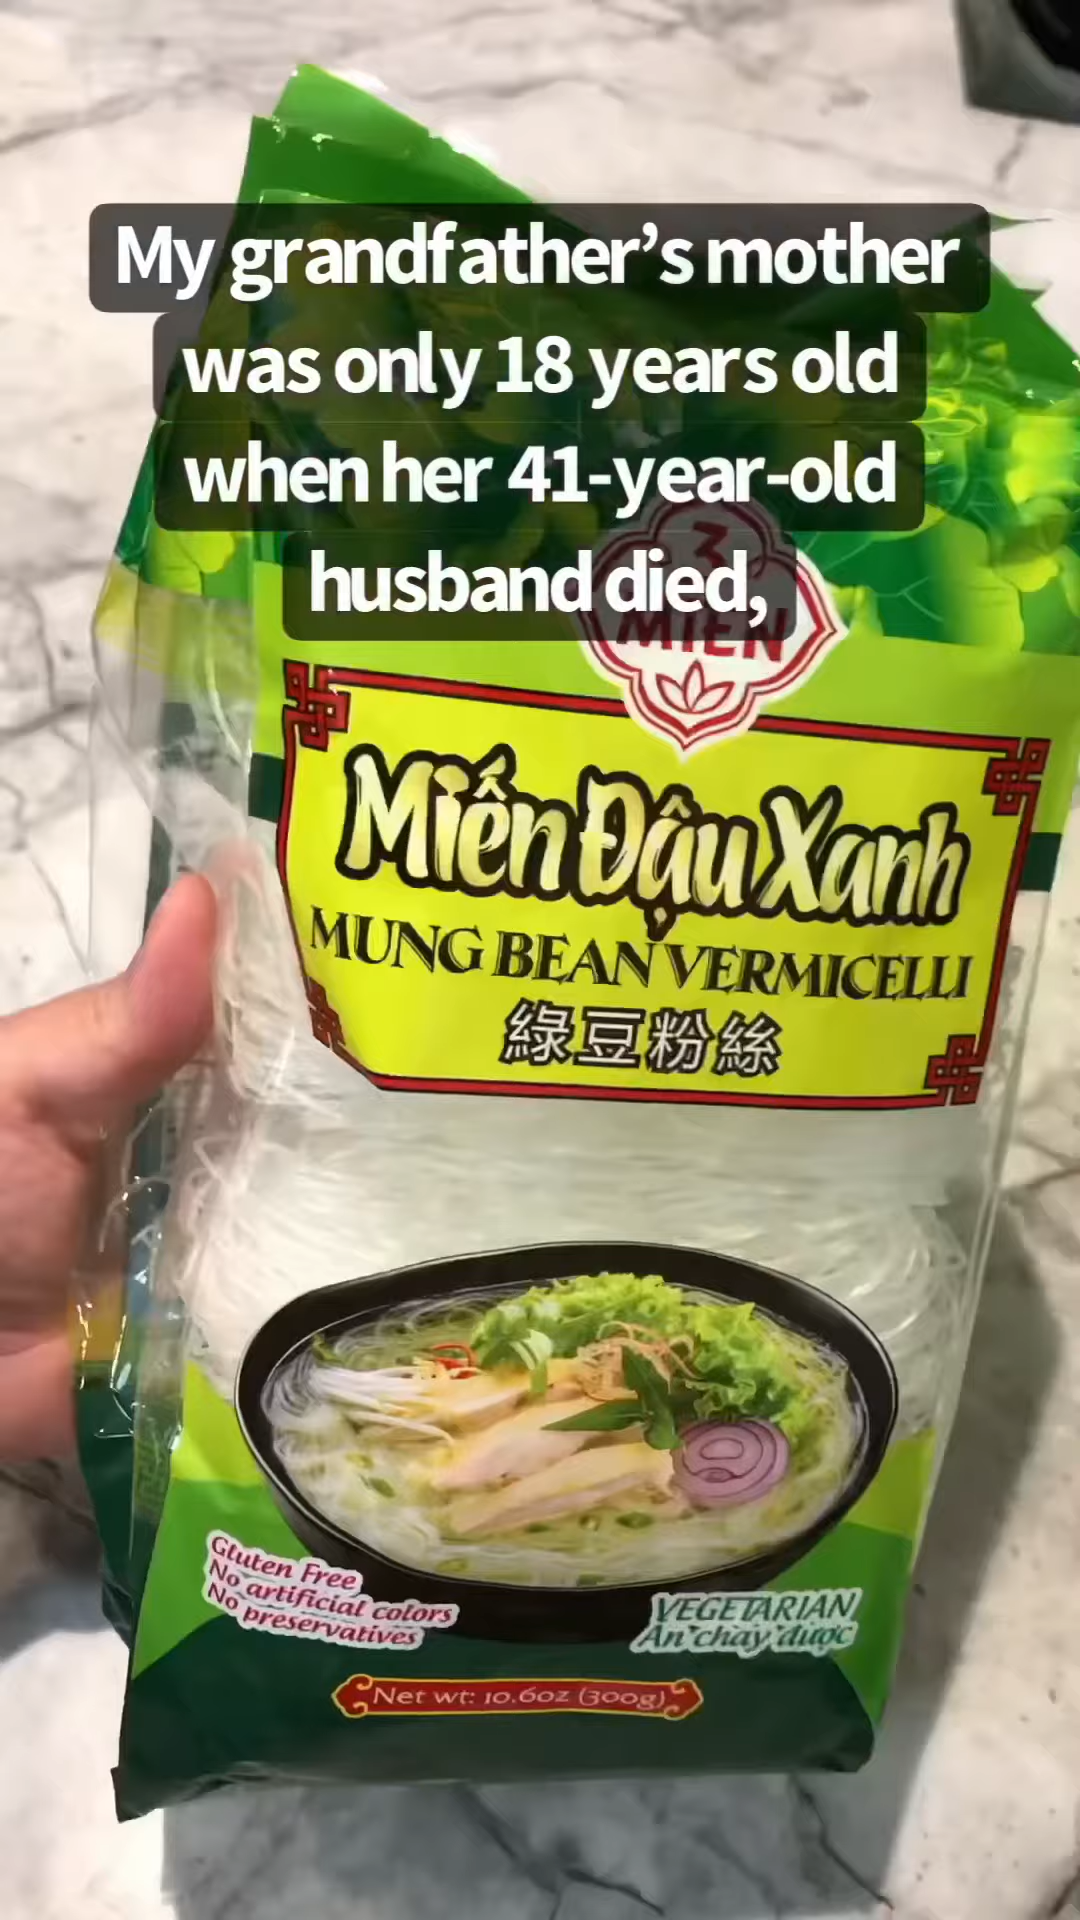 My grandfather’s mother
was only 18 years old
when her 41-year-old
husband died,
3
MIỀN
Miến Đậu Xanh
MUNG BEAN VERMICELLI
綠豆粉絲
Gluten Free
No artificial colors
No preservatives
VEGETARIAN
Ăn chay được
Net wt: 10.6oz (300g)